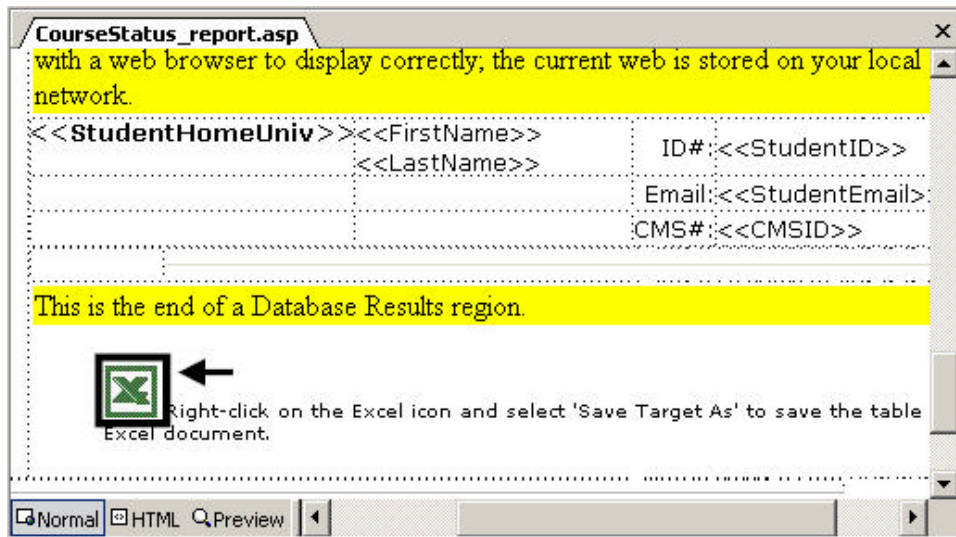 CourseStatus_report.asp
with a web browser to display correctly; the current web is stored on your local
network.
<<StudentHomeUniv>> <<FirstName>>
<<LastName>>
ID#: <<StudentID>>
Email: <<StudentEmail>
CMS#: <<CMSID>>
This is the end of a Database Results region.
Right-click on the Excel icon and select 'Save Target As' to save the table
Excel document.
Normal HTML Preview